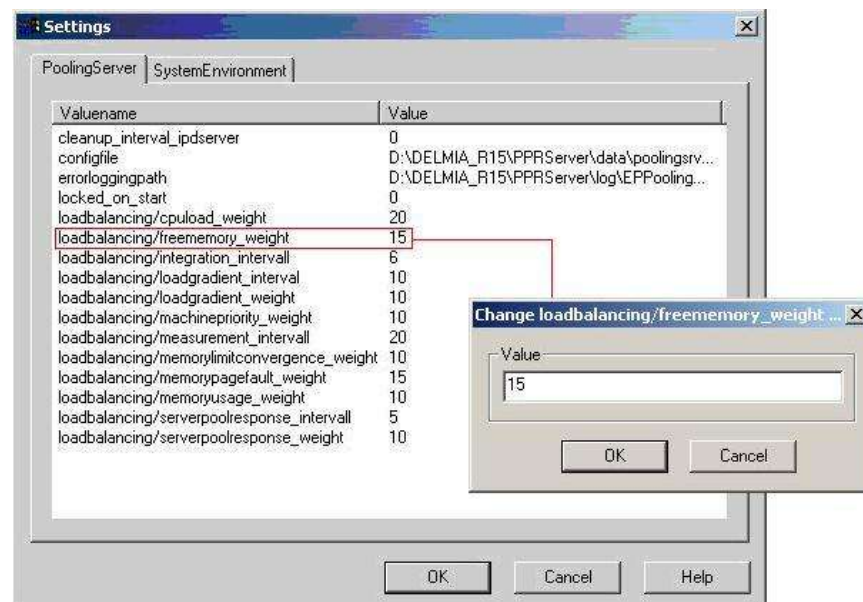 Settings
PoolingServer SystemEnvironment
Valuename Value
cleanup_interval_ipdserver 0
configfile D:\DELMIA_R15\PPRServer\data\poolingsrv...
errorloggingpath D:\DELMIA_R15\PPRServer\log\EPPooling...
locked_on_start 0
loadbalancing/cpuload_weight 20
loadbalancing/freememory_weight 15
loadbalancing/integration_intervall 6
loadbalancing/loadgradient_interval 10
loadbalancing/loadgradient_weight 10
loadbalancing/machinepriority_weight 10
loadbalancing/measurement_intervall 20
loadbalancing/memorylimitconvergence_weight 10
loadbalancing/memorypagefault_weight 15
loadbalancing/memoryusage_weight 10
loadbalancing/serverpoolresponse_intervall 5
loadbalancing/serverpoolresponse_weight 10
Change loadbalancing/freememory_weight ...
Value
15
OK Cancel
OK Cancel Help